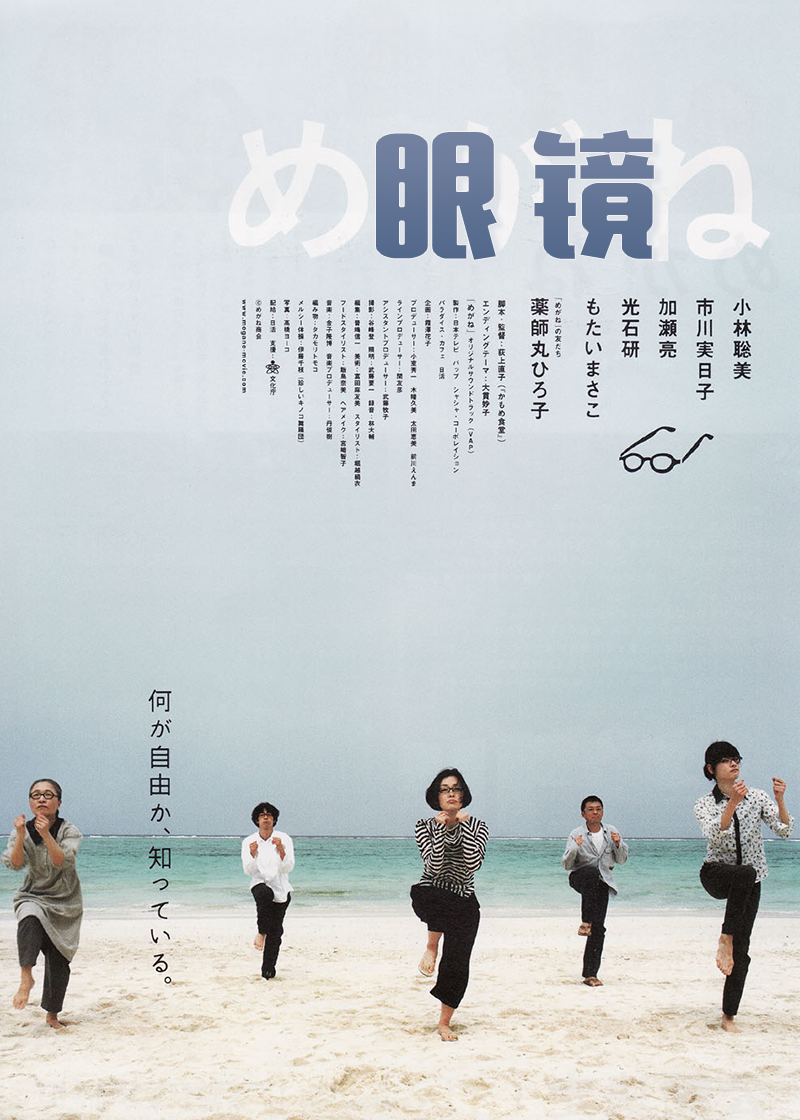 めがね
眼镜
小林聡美
市川実日子
加瀬亮
光石研
もたいまさこ
「めがね」の友だち
薬師丸ひろ子
脚本・監督：荻上直子（「かもめ食堂」）
エンディングテーマ：大貫妙子
「めがね」オリジナルサウンドトラック（VAP）
製作：日本テレビ バップ シャシャ・コーポレイション
パラダイス・カフェ 日活
企画：霞澤花子
プロデューサー：小室秀一 木幡久美 太田恵美 前川えんま
ラインプロデューサー：関友彦
アシスタントプロデューサー：武藤牧子
撮影：谷峰登 照明：武藤要一 録音：林大輔
編集：普嶋信一 美術：富田麻友美 スタイリスト：堀越絹衣
フードスタイリスト：飯島奈美 ヘアメイク：宮崎智子
音楽：金子隆博 音楽プロデューサー：丹俊樹
編み物：タカモリトモコ
メルシー体操：伊藤千枝（珍しいキノコ舞踊団）
写真：高橋ヨーコ
配給：日活 支援：文化庁
©めがね商会
www.megane-movie.com
何が自由か、知っている。